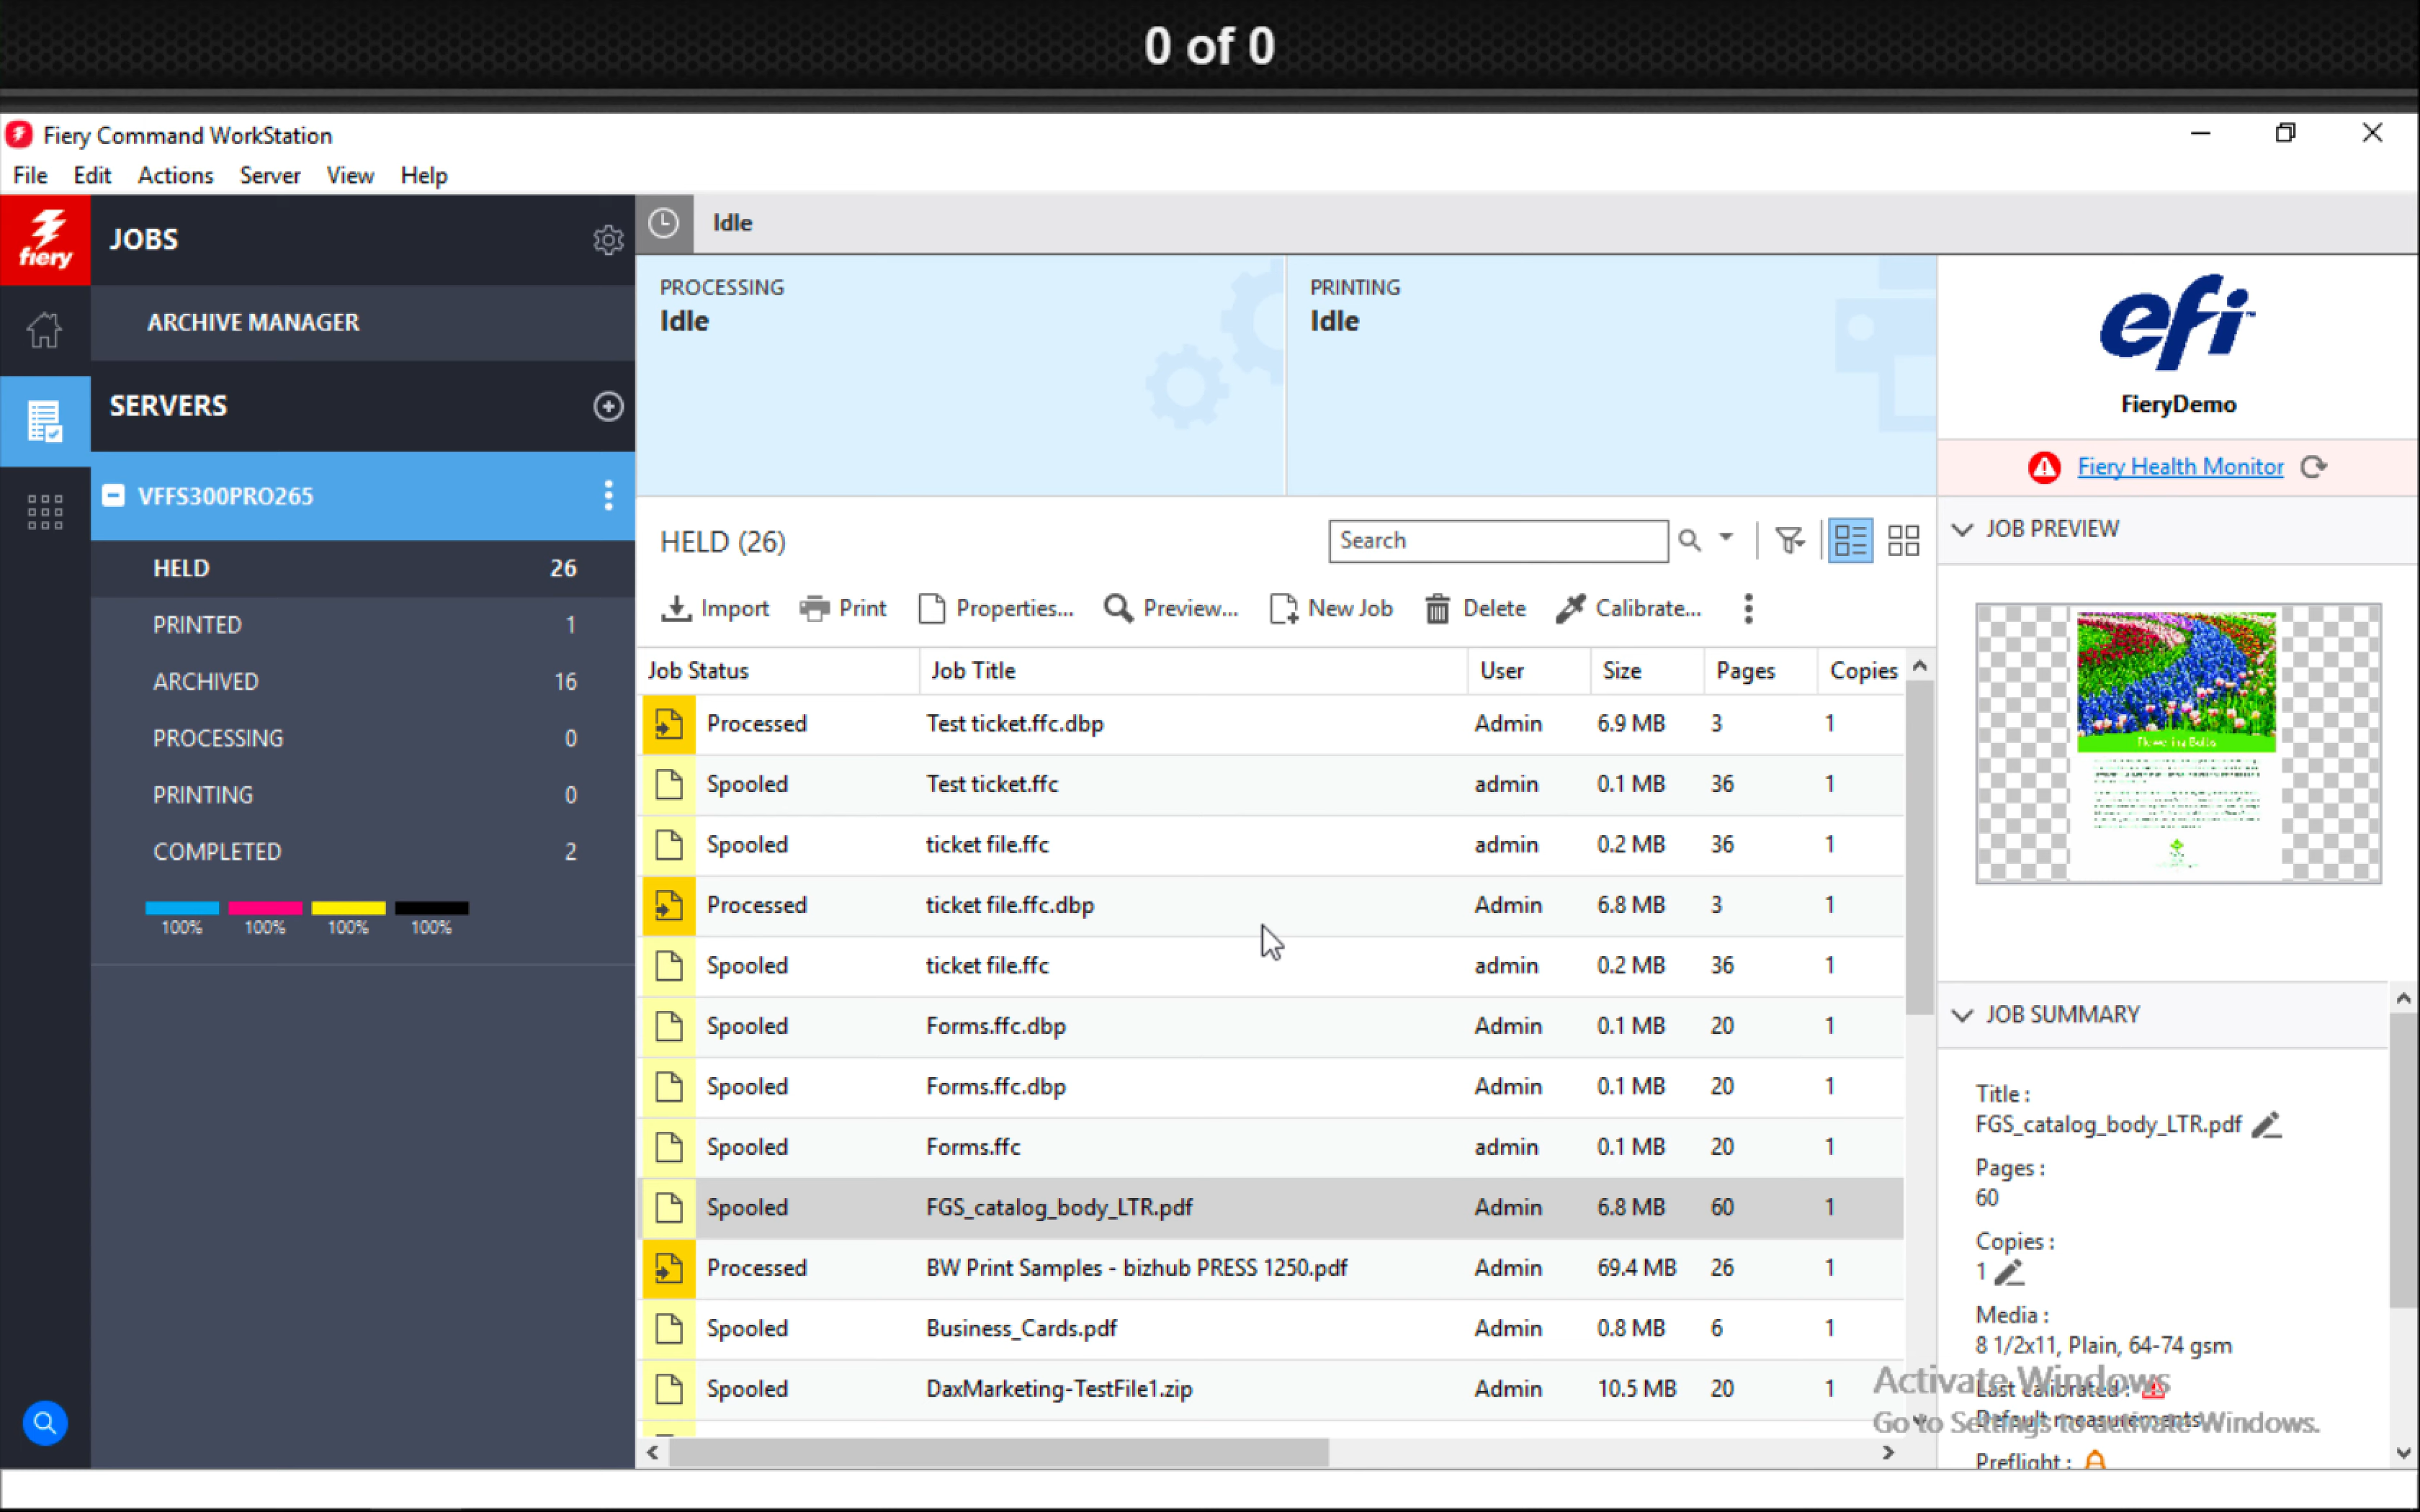 0 of 0
Fiery Command WorkStation
File Edit Actions Server View Help
fiery
JOBS
ARCHIVE MANAGER
SERVERS
VFFS300PRO265
HELD 26
PRINTED 1
ARCHIVED 16
PROCESSING 0
PRINTING 0
COMPLETED 2
100% 100% 100% 100%
Idle
PROCESSING
Idle
PRINTING
Idle
HELD (26)
Search
Import Print Properties... Preview... New Job Delete Calibrate...
Job Status Job Title User Size Pages Copies
Processed Test ticket.ffc.dbp Admin 6.9 MB 3 1
Spooled Test ticket.ffc admin 0.1 MB 36 1
Spooled ticket file.ffc admin 0.2 MB 36 1
Processed ticket file.ffc.dbp Admin 6.8 MB 3 1
Spooled ticket file.ffc admin 0.2 MB 36 1
Spooled Forms.ffc.dbp Admin 0.1 MB 20 1
Spooled Forms.ffc.dbp Admin 0.1 MB 20 1
Spooled Forms.ffc admin 0.1 MB 20 1
Spooled FGS_catalog_body_LTR.pdf Admin 6.8 MB 60 1
Processed BW Print Samples - bizhub PRESS 1250.pdf Admin 69.4 MB 26 1
Spooled Business_Cards.pdf Admin 0.8 MB 6 1
Spooled DaxMarketing-TestFile1.zip Admin 10.5 MB 20 1
efi
FieryDemo
Fiery Health Monitor
JOB PREVIEW
Flowering Bulbs
JOB SUMMARY
Title :
FGS_catalog_body_LTR.pdf
Pages :
60
Copies :
1
Media :
8 1/2x11, Plain, 64-74 gsm
Last calibrated :
Default measurements
Preflight :
Activate Windows
Go to Settings to activate Windows.